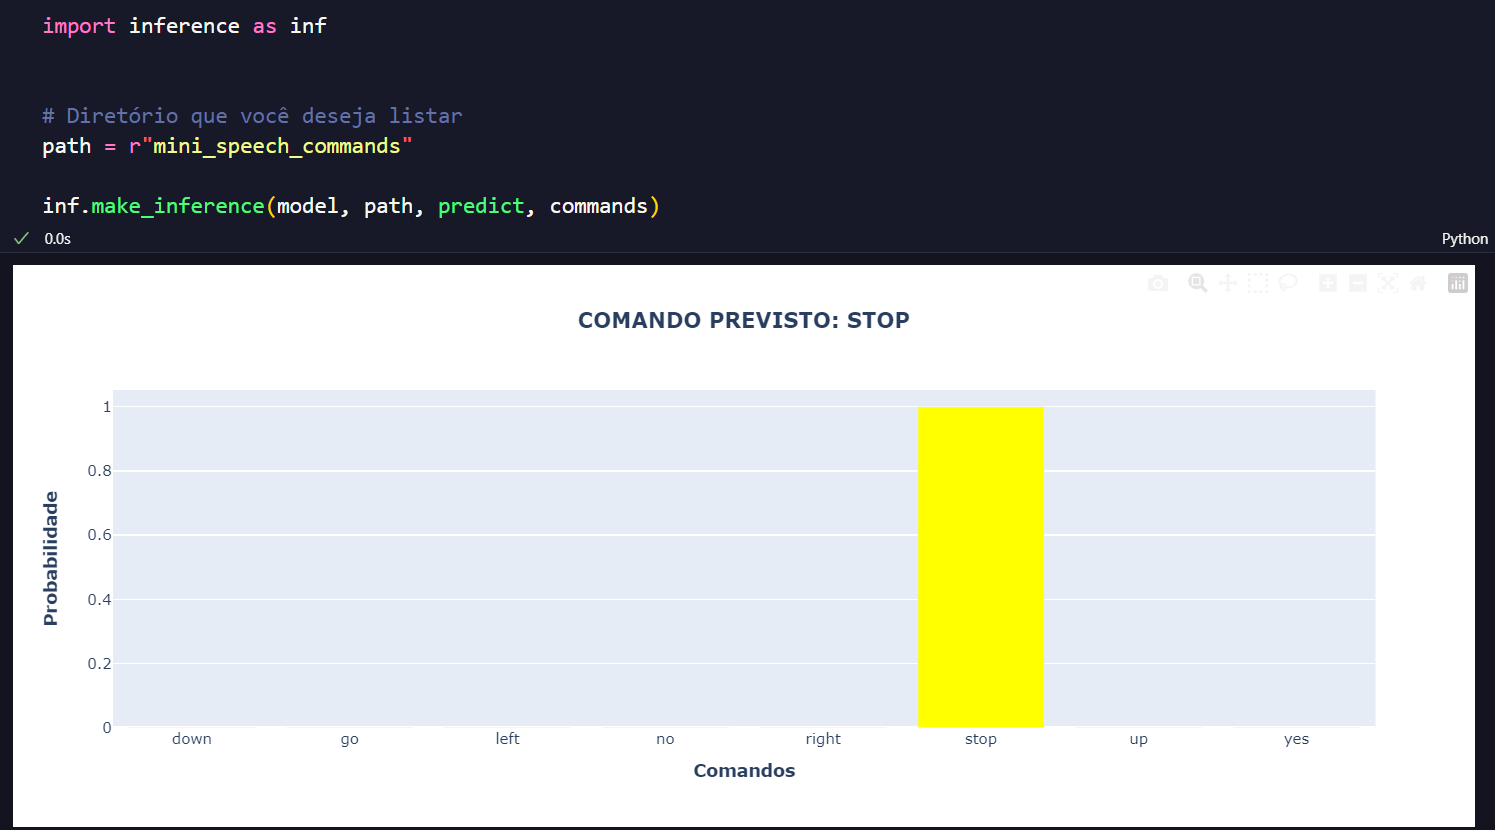 import inference as inf
# Diretório que você deseja listar
path = r"mini_speech_commands"
inf.make_inference(model, path, predict, commands)
0.0s
Python
COMANDO PREVISTO: STOP
Probabilidade
1
0.8
0.6
0.4
0.2
0
down go left no right stop up yes
Comandos